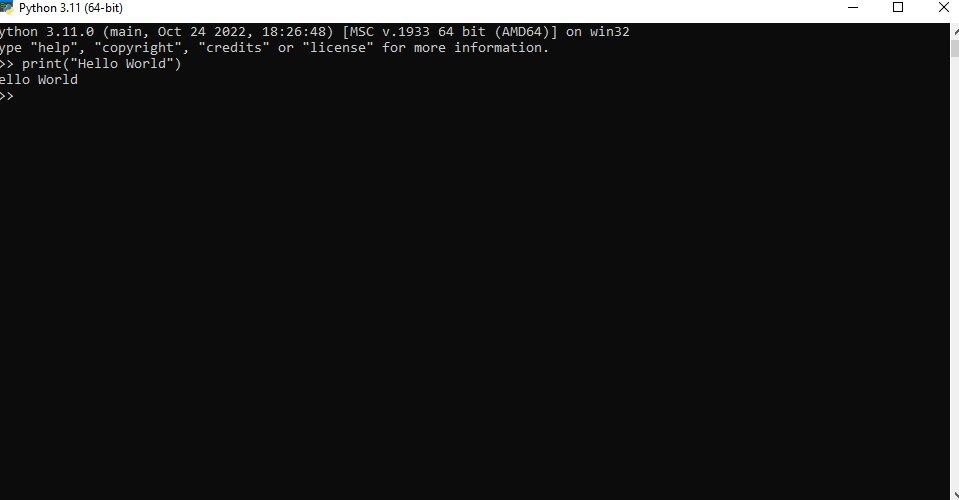 Python 3.11 (64-bit)
ython 3.11.0 (main, Oct 24 2022, 18:26:48) [MSC v.1933 64 bit (AMD64)] on win32
ype "help", "copyright", "credits" or "license" for more information.
>> print("Hello World")
ello World
>>